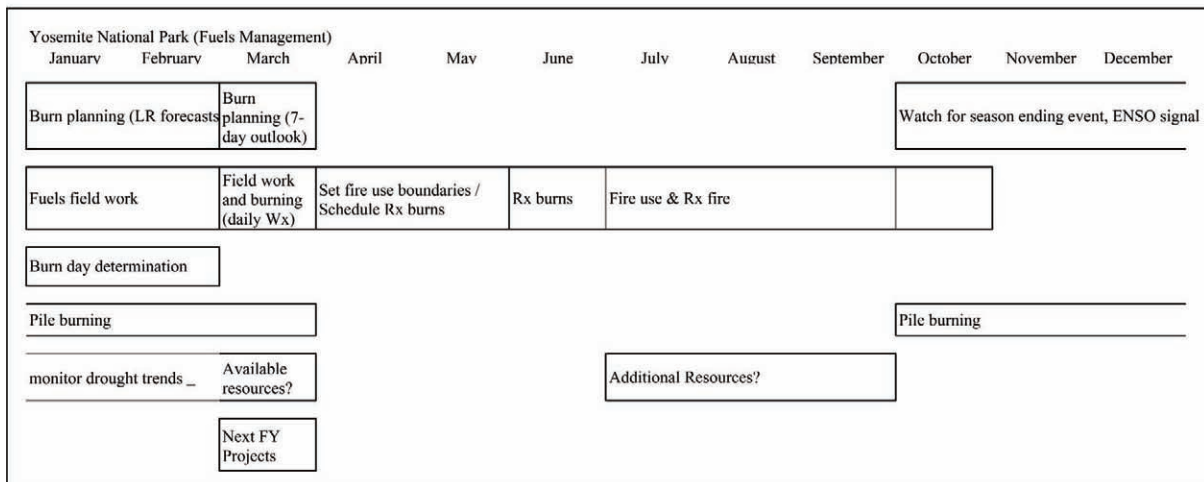 Yosemite National Park (Fuels Management)
January February March April May June July August September October November December
Burn planning (LR forecasts
Burn
planning (7-
day outlook)
Watch for season ending event, ENSO signal
Fuels field work
Field work
and burning
(daily Wx)
Set fire use boundaries /
Schedule Rx burns
Rx burns
Fire use & Rx fire
Burn day determination
Pile burning
Pile burning
monitor drought trends _
Available
resources?
Additional Resources?
Next FY
Projects